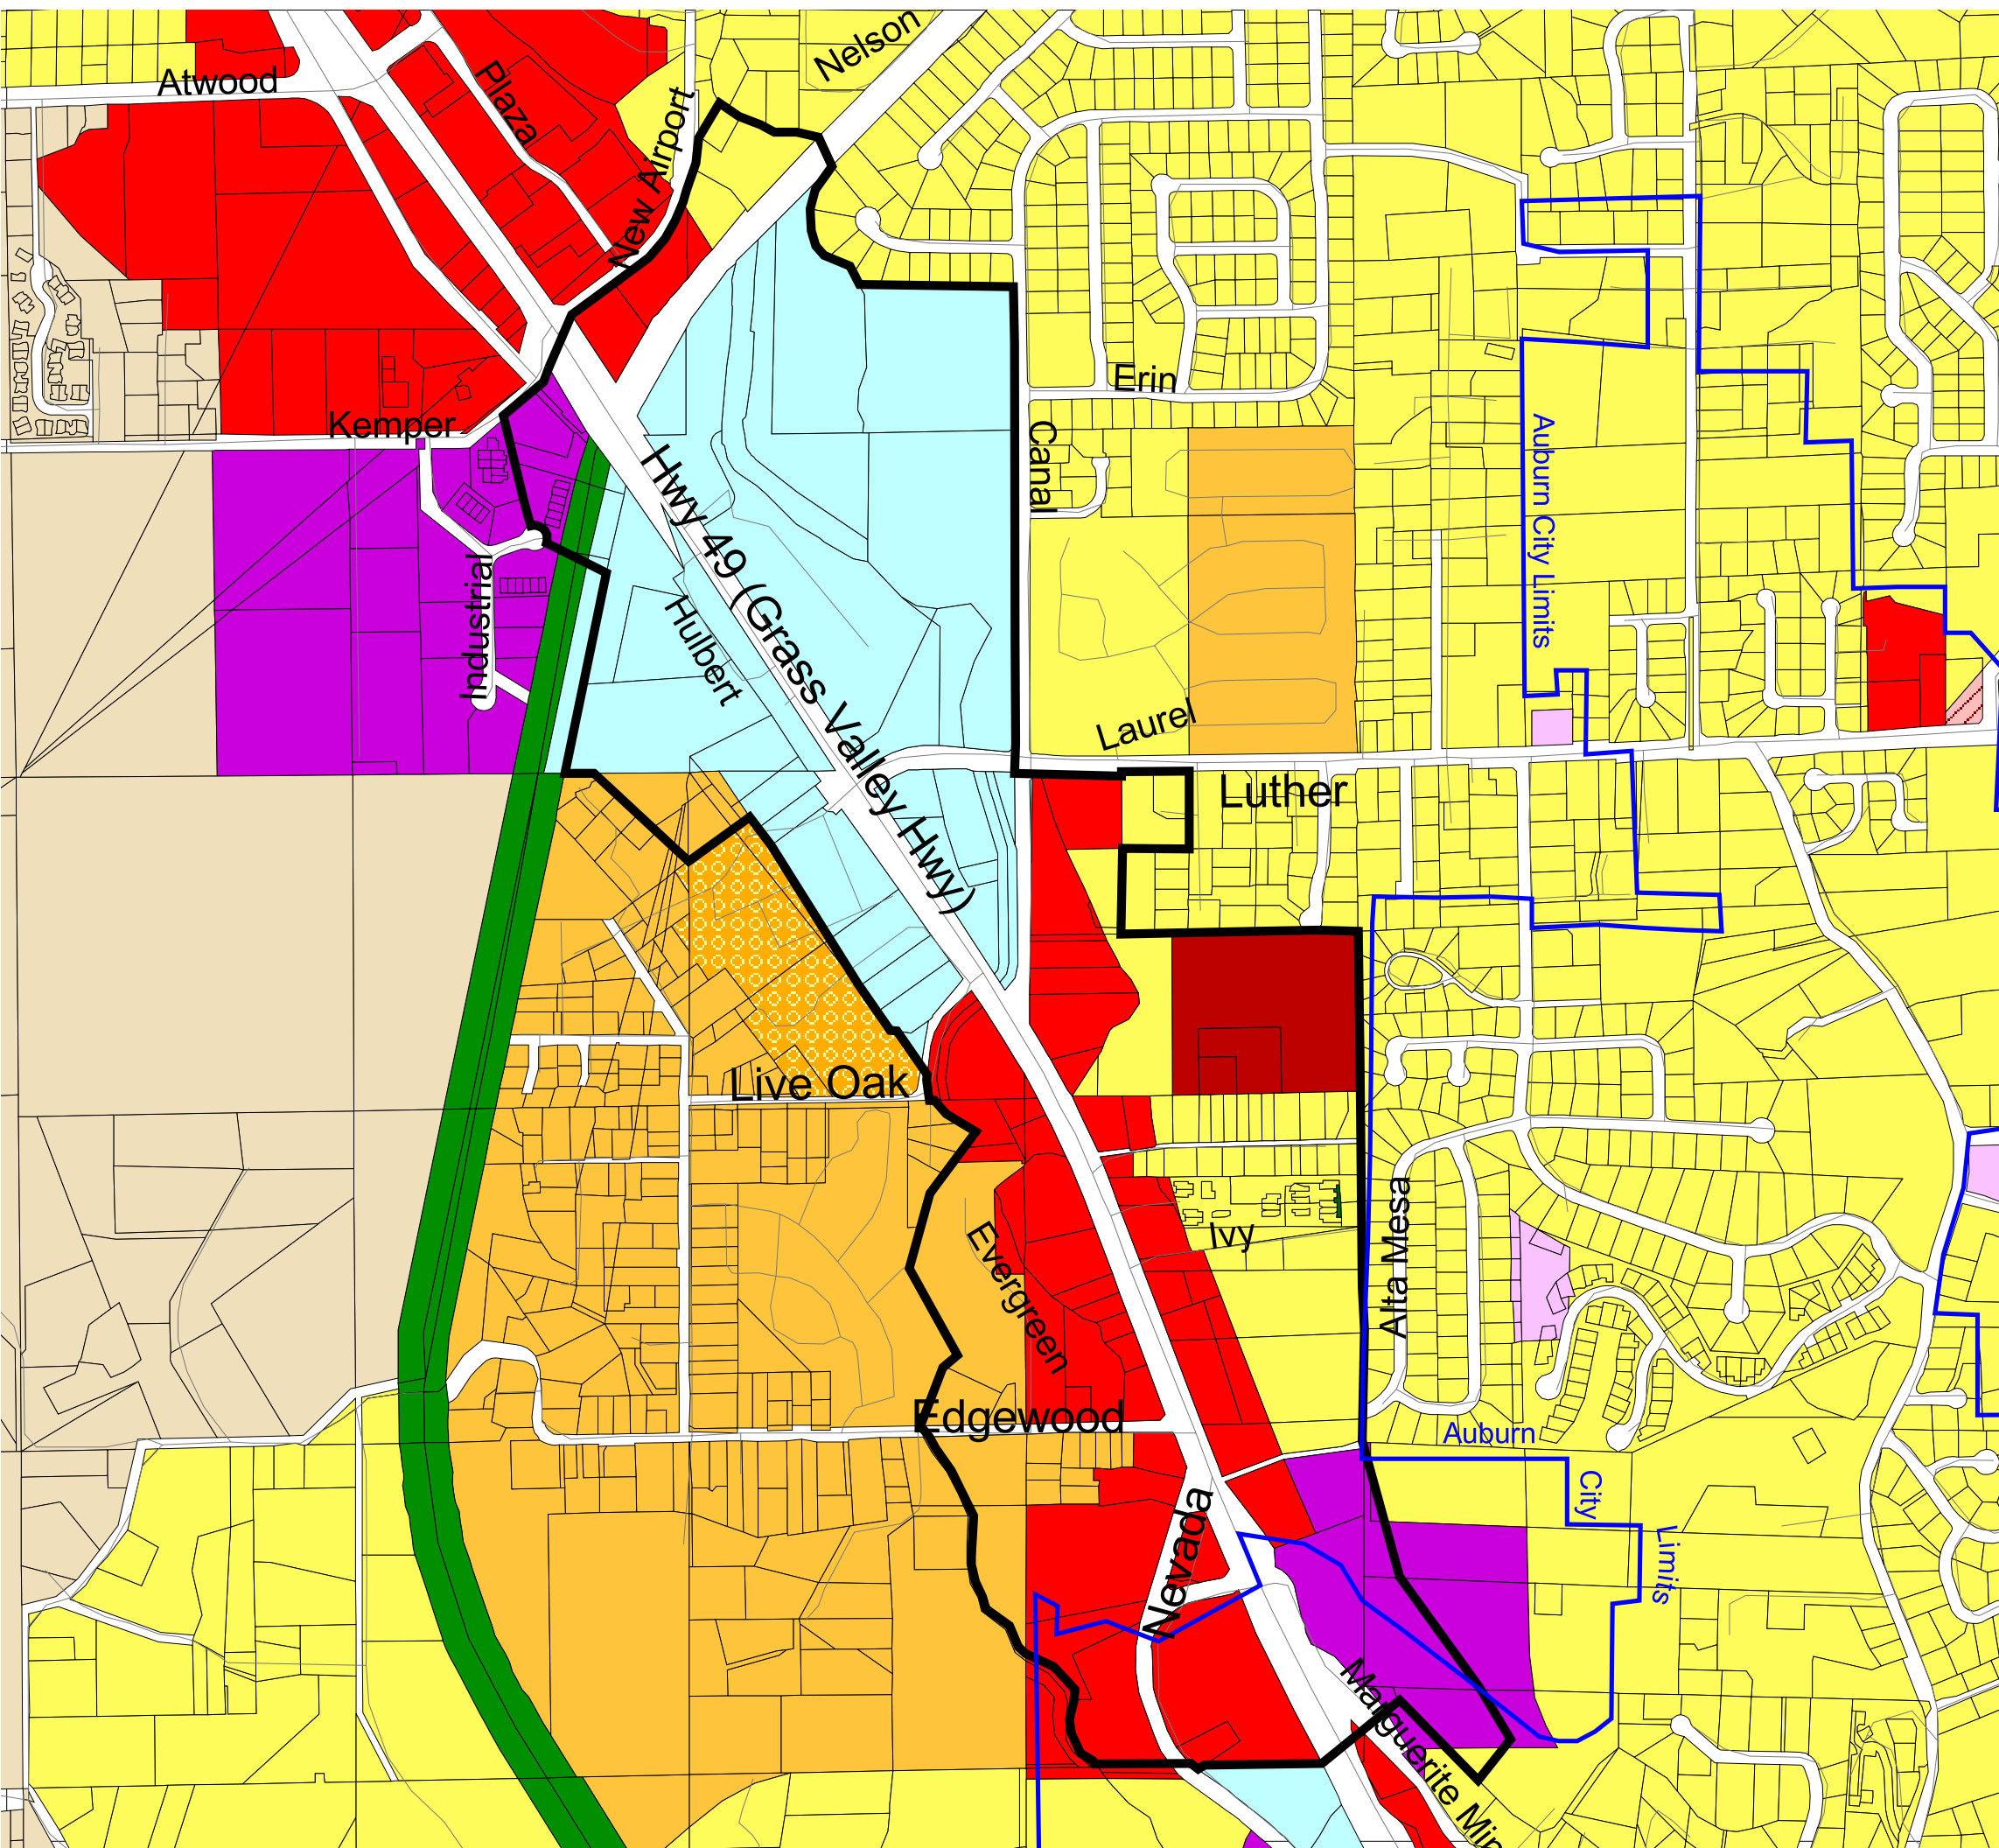 Nelson
Atwood
Plaza
New Airport
Erin
Kemper
Canal
Hwy 49 (Grass Valley Hwy)
Auburn City Limits
Industrial
Hulbert
Laurel
Luther
Live Oak
Ivy
Alta Mesa
Evergreen
Edgewood
Auburn
City
Limits
Nevada
Marguerite Min